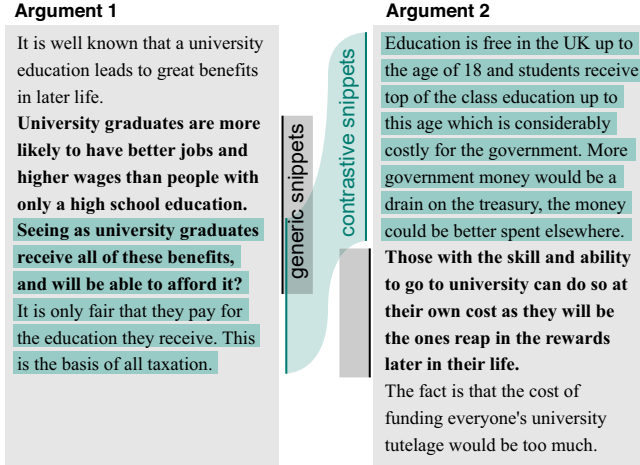 Argument 1
It is well known that a university
education leads to great benefits
in later life.
University graduates are more
likely to have better jobs and
higher wages than people with
only a high school education.
Seeing as university graduates
receive all of these benefits,
and will be able to afford it?
It is only fair that they pay for
the education they receive. This
is the basis of all taxation.
generic snippets
contrastive snippets
Argument 2
Education is free in the UK up to
the age of 18 and students receive
top of the class education up to
this age which is considerably
costly for the government. More
government money would be a
drain on the treasury, the money
could be better spent elsewhere.
Those with the skill and ability
to go to university can do so at
their own cost as they will be
the ones reap in the rewards
later in their life.
The fact is that the cost of
funding everyone's university
tutelage would be too much.